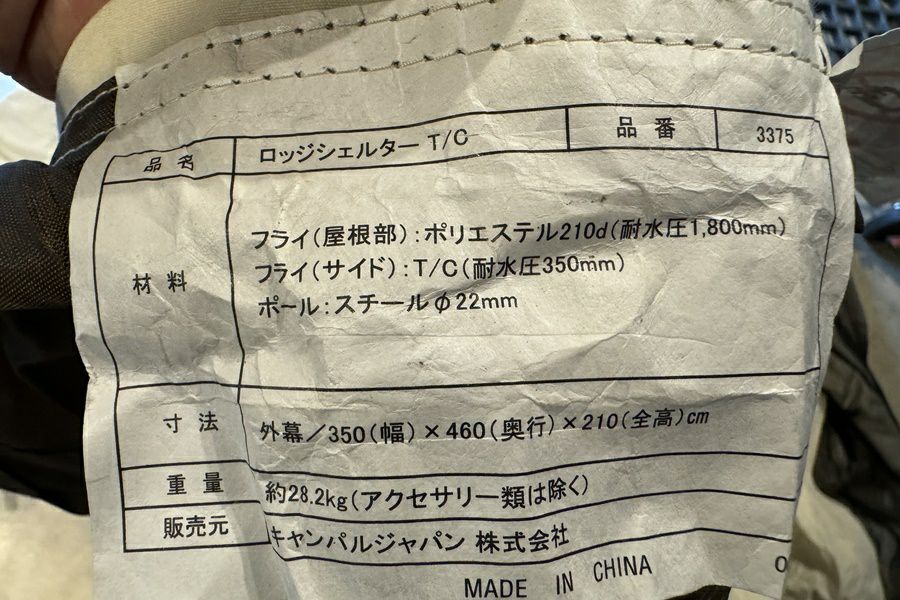 品名 ロッジシェルター T/C 品番 3375
材料 フライ(屋根部):ポリエステル210d(耐水圧1,800mm)
フライ(サイド):T/C(耐水圧350mm)
ポール:スチールφ22mm
寸法 外幕/350(幅)×460(奥行)×210(全高)cm
重量 約28.2kg(アクセサリー類は除く)
販売元 キャンパルジャパン 株式会社
MADE IN CHINA